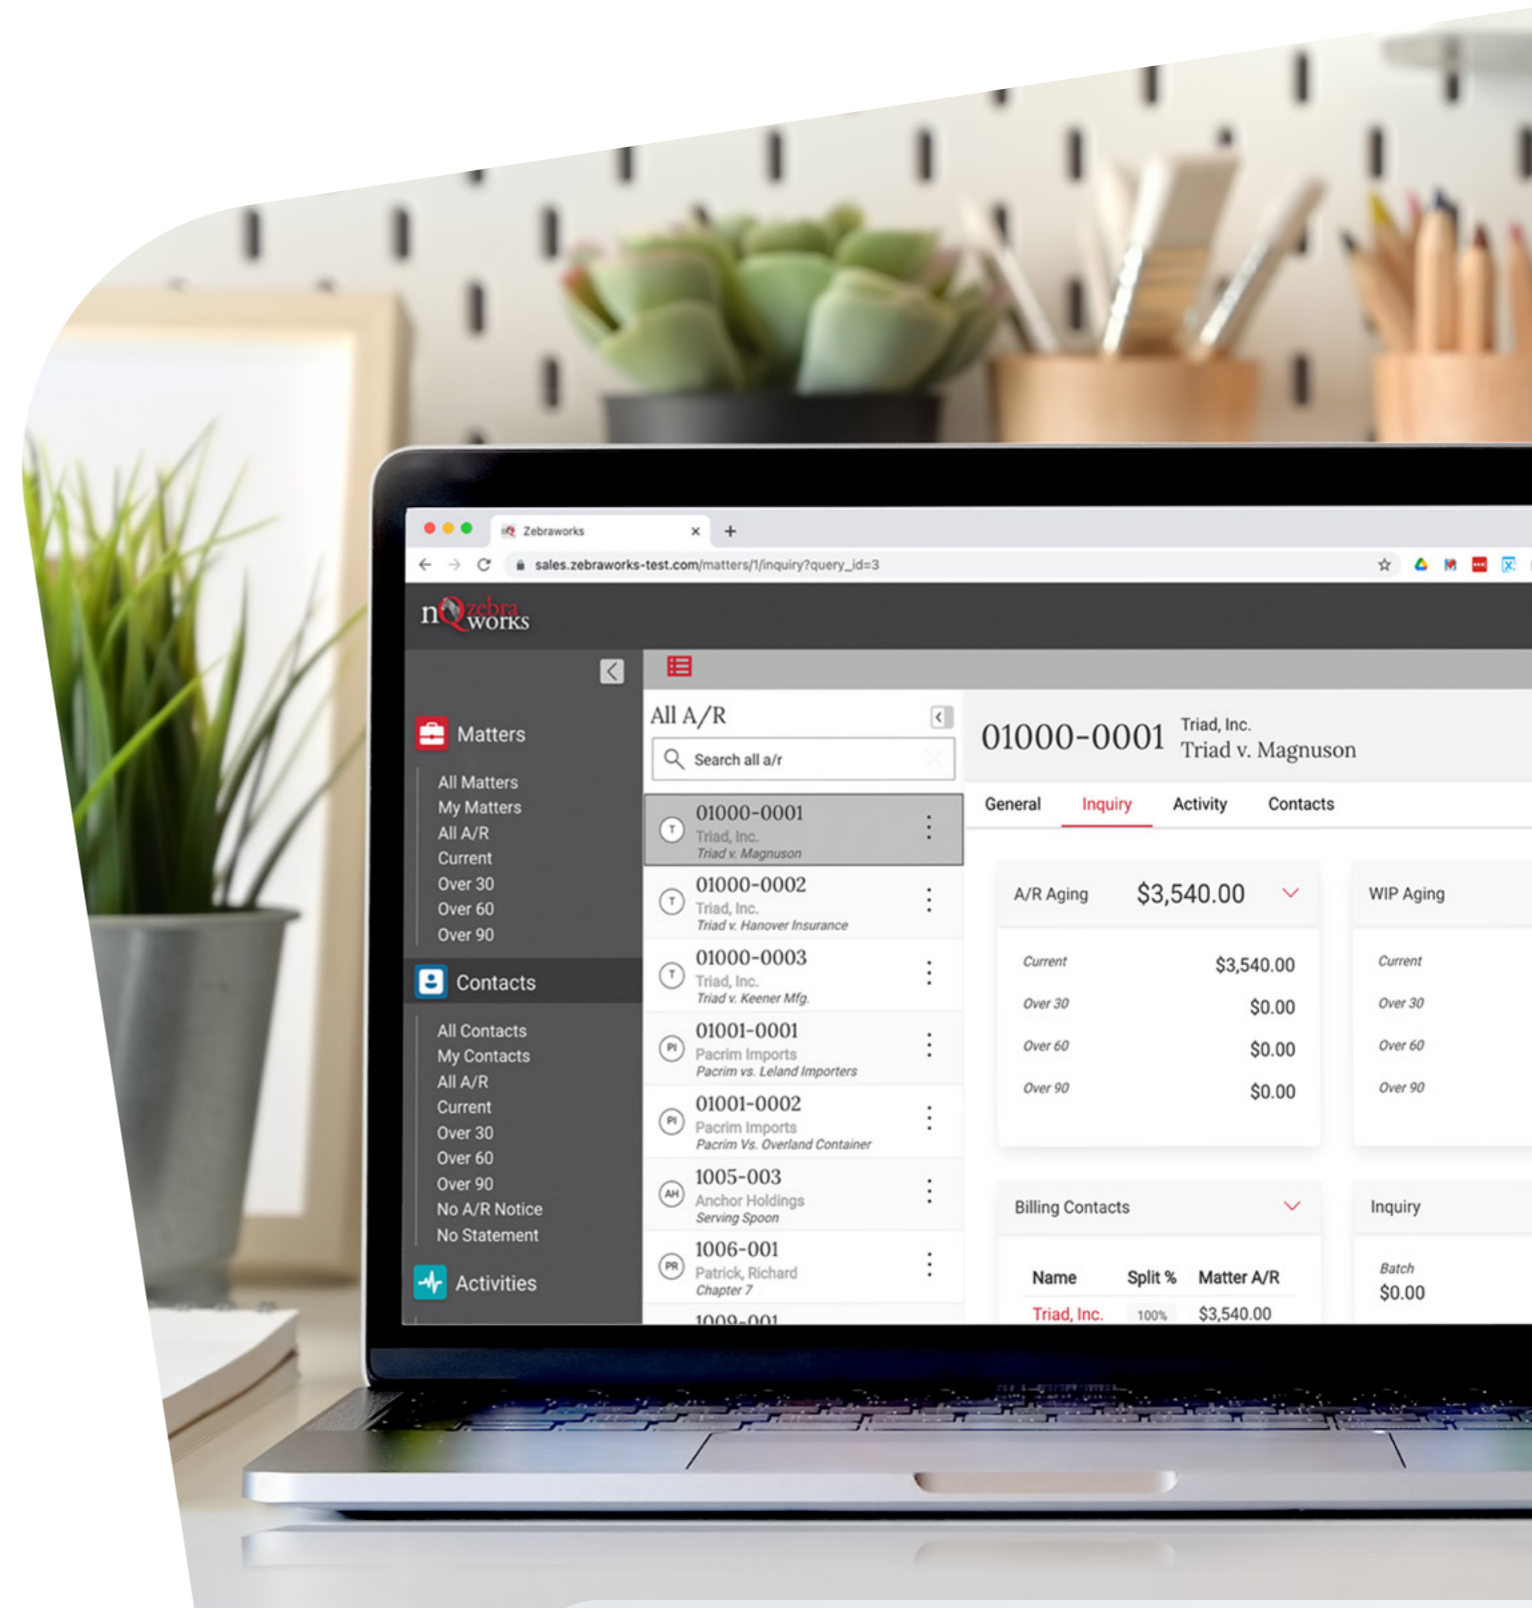 Zebraworks
sales.zebraworks-test.com/matters/1/inquiry?query_id=3
nQ zebra
works
Matters
All Matters
My Matters
All A/R
Current
Over 30
Over 60
Over 90
Contacts
All Contacts
My Contacts
All A/R
Current
Over 30
Over 60
Over 90
No A/R Notice
No Statement
Activities
All A/R
Search all a/r
T
01000-0001
Triad, Inc.
Triad v. Magnuson
T
01000-0002
Triad, Inc.
Triad v. Hanover Insurance
T
01000-0003
Triad, Inc.
Triad v. Keener Mfg.
PI
01001-0001
Pacrim Imports
Pacrim vs. Leland Importers
PI
01001-0002
Pacrim Imports
Pacrim Vs. Overland Container
AH
1005-003
Anchor Holdings
Serving Spoon
PR
1006-001
Patrick, Richard
Chapter 7
1009-001
01000-0001
Triad, Inc.
Triad v. Magnuson
General Inquiry Activity Contacts
A/R Aging $3,540.00
Current $3,540.00
Over 30 $0.00
Over 60 $0.00
Over 90 $0.00
WIP Aging
Current
Over 30
Over 60
Over 90
Billing Contacts
Name Split % Matter A/R
Triad, Inc. 100% $3,540.00
Inquiry
Batch
$0.00